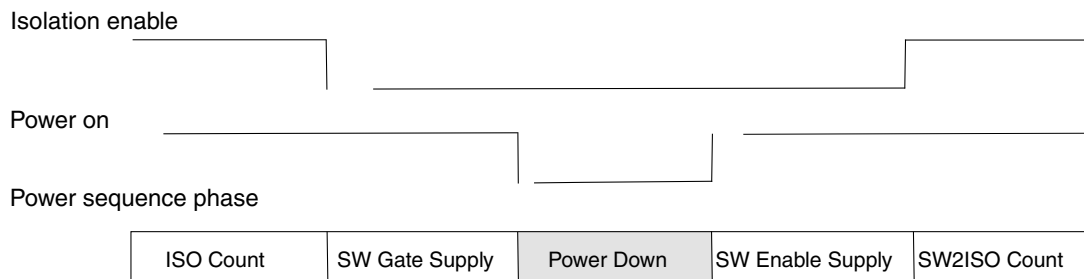 Isolation enable
Power on
Power sequence phase
ISO Count SW Gate Supply Power Down SW Enable Supply SW2ISO Count